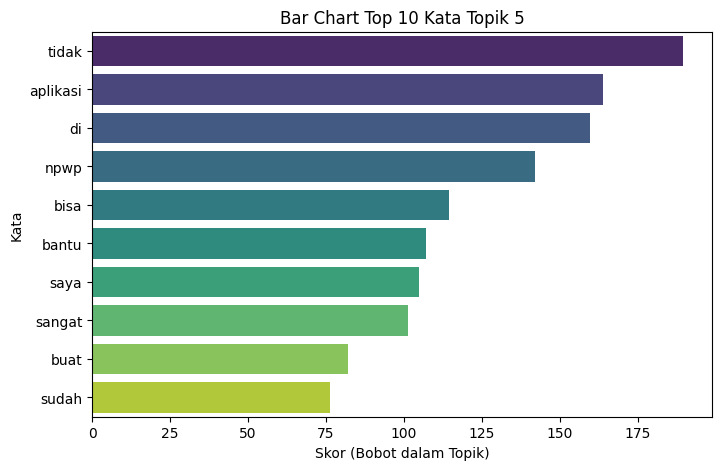 Bar Chart Top 10 Kata Topik 5
tidak
aplikasi
di
npwp
bisa
bantu
saya
sangat
buat
sudah
Kata
0 25 50 75 100 125 150 175
Skor (Bobot dalam Topik)